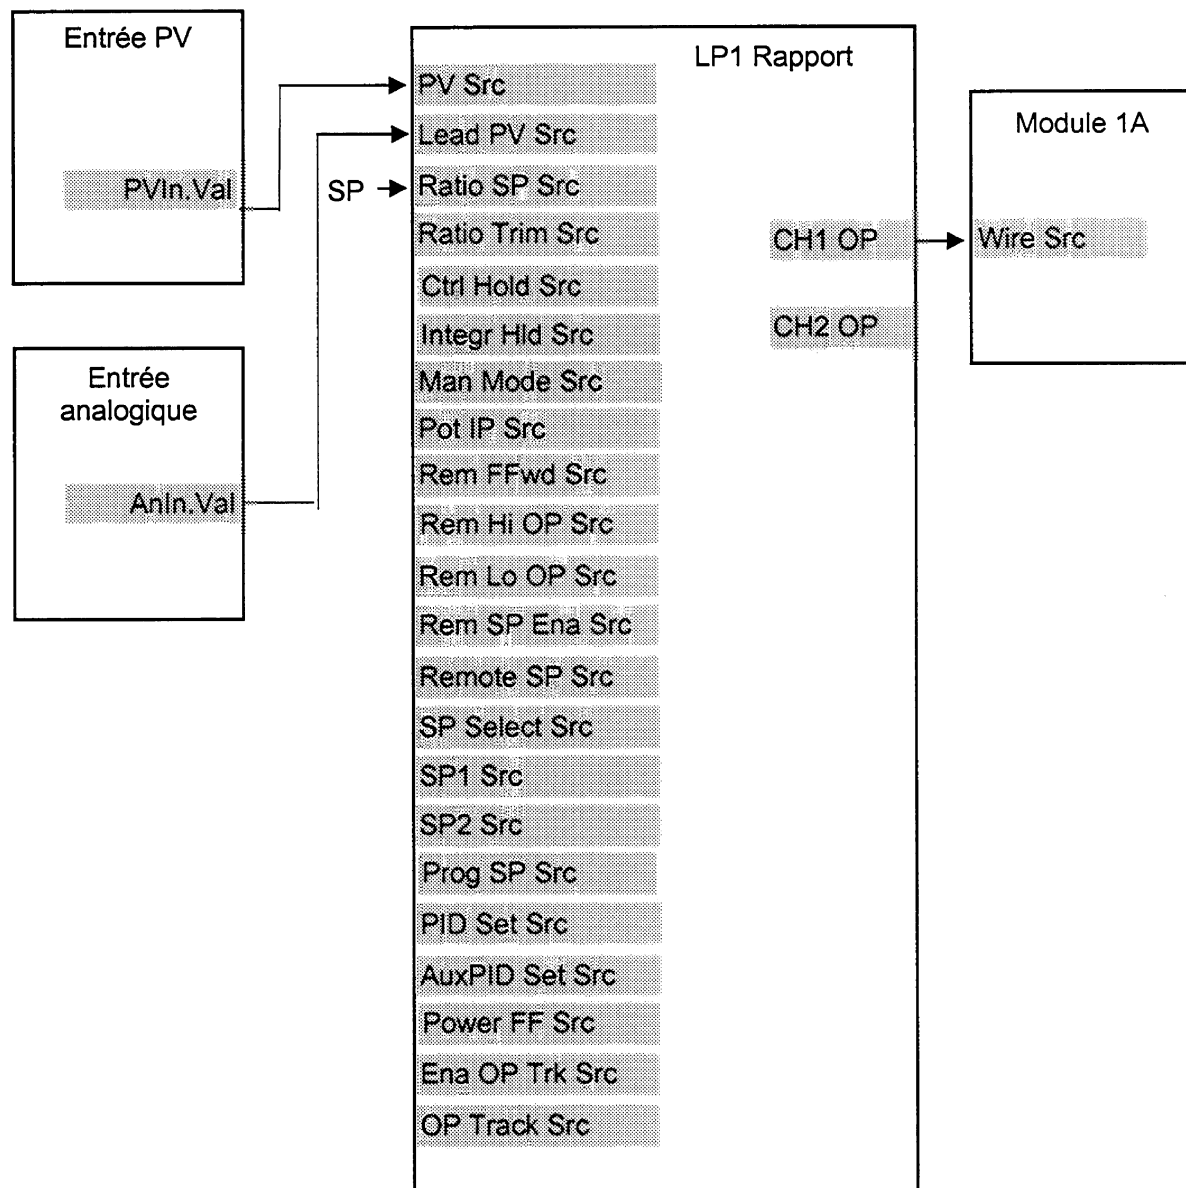 Entrée PV
PVIn.Val
Entrée
analogique
AnIn.Val
SP
LP1 Rapport
PV Src
Lead PV Src
Ratio SP Src
Ratio Trim Src
Ctrl Hold Src
Integr Hld Src
Man Mode Src
Pot IP Src
Rem FFwd Src
Rem Hi OP Src
Rem Lo OP Src
Rem SP Ena Src
Remote SP Src
SP Select Src
SP1 Src
SP2 Src
Prog SP Src
PID Set Src
AuxPID Set Src
Power FF Src
Ena OP Trk Src
OP Track Src
CH1 OP
CH2 OP
Module 1A
Wire Src